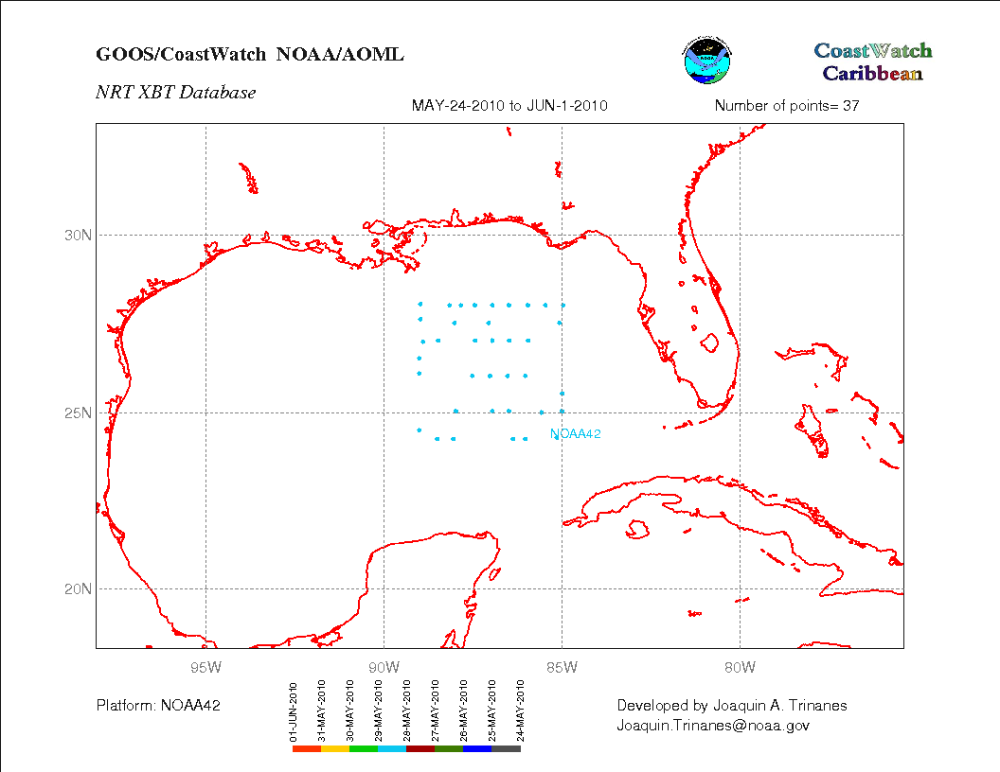 GOOS/CoastWatch NOAA/AOML
NRT XBT Database
NOAA
CoastWatch
Caribbean
MAY-24-2010 to JUN-1-2010
Number of points= 37
30N
25N
20N
NOAA42
95W
90W
85W
80W
Platform: NOAA42
01-JUN-2010
31-MAY-2010
30-MAY-2010
29-MAY-2010
28-MAY-2010
27-MAY-2010
26-MAY-2010
25-MAY-2010
24-MAY-2010
Developed by Joaquin A. Trinanes
Joaquin.Trinanes@noaa.gov